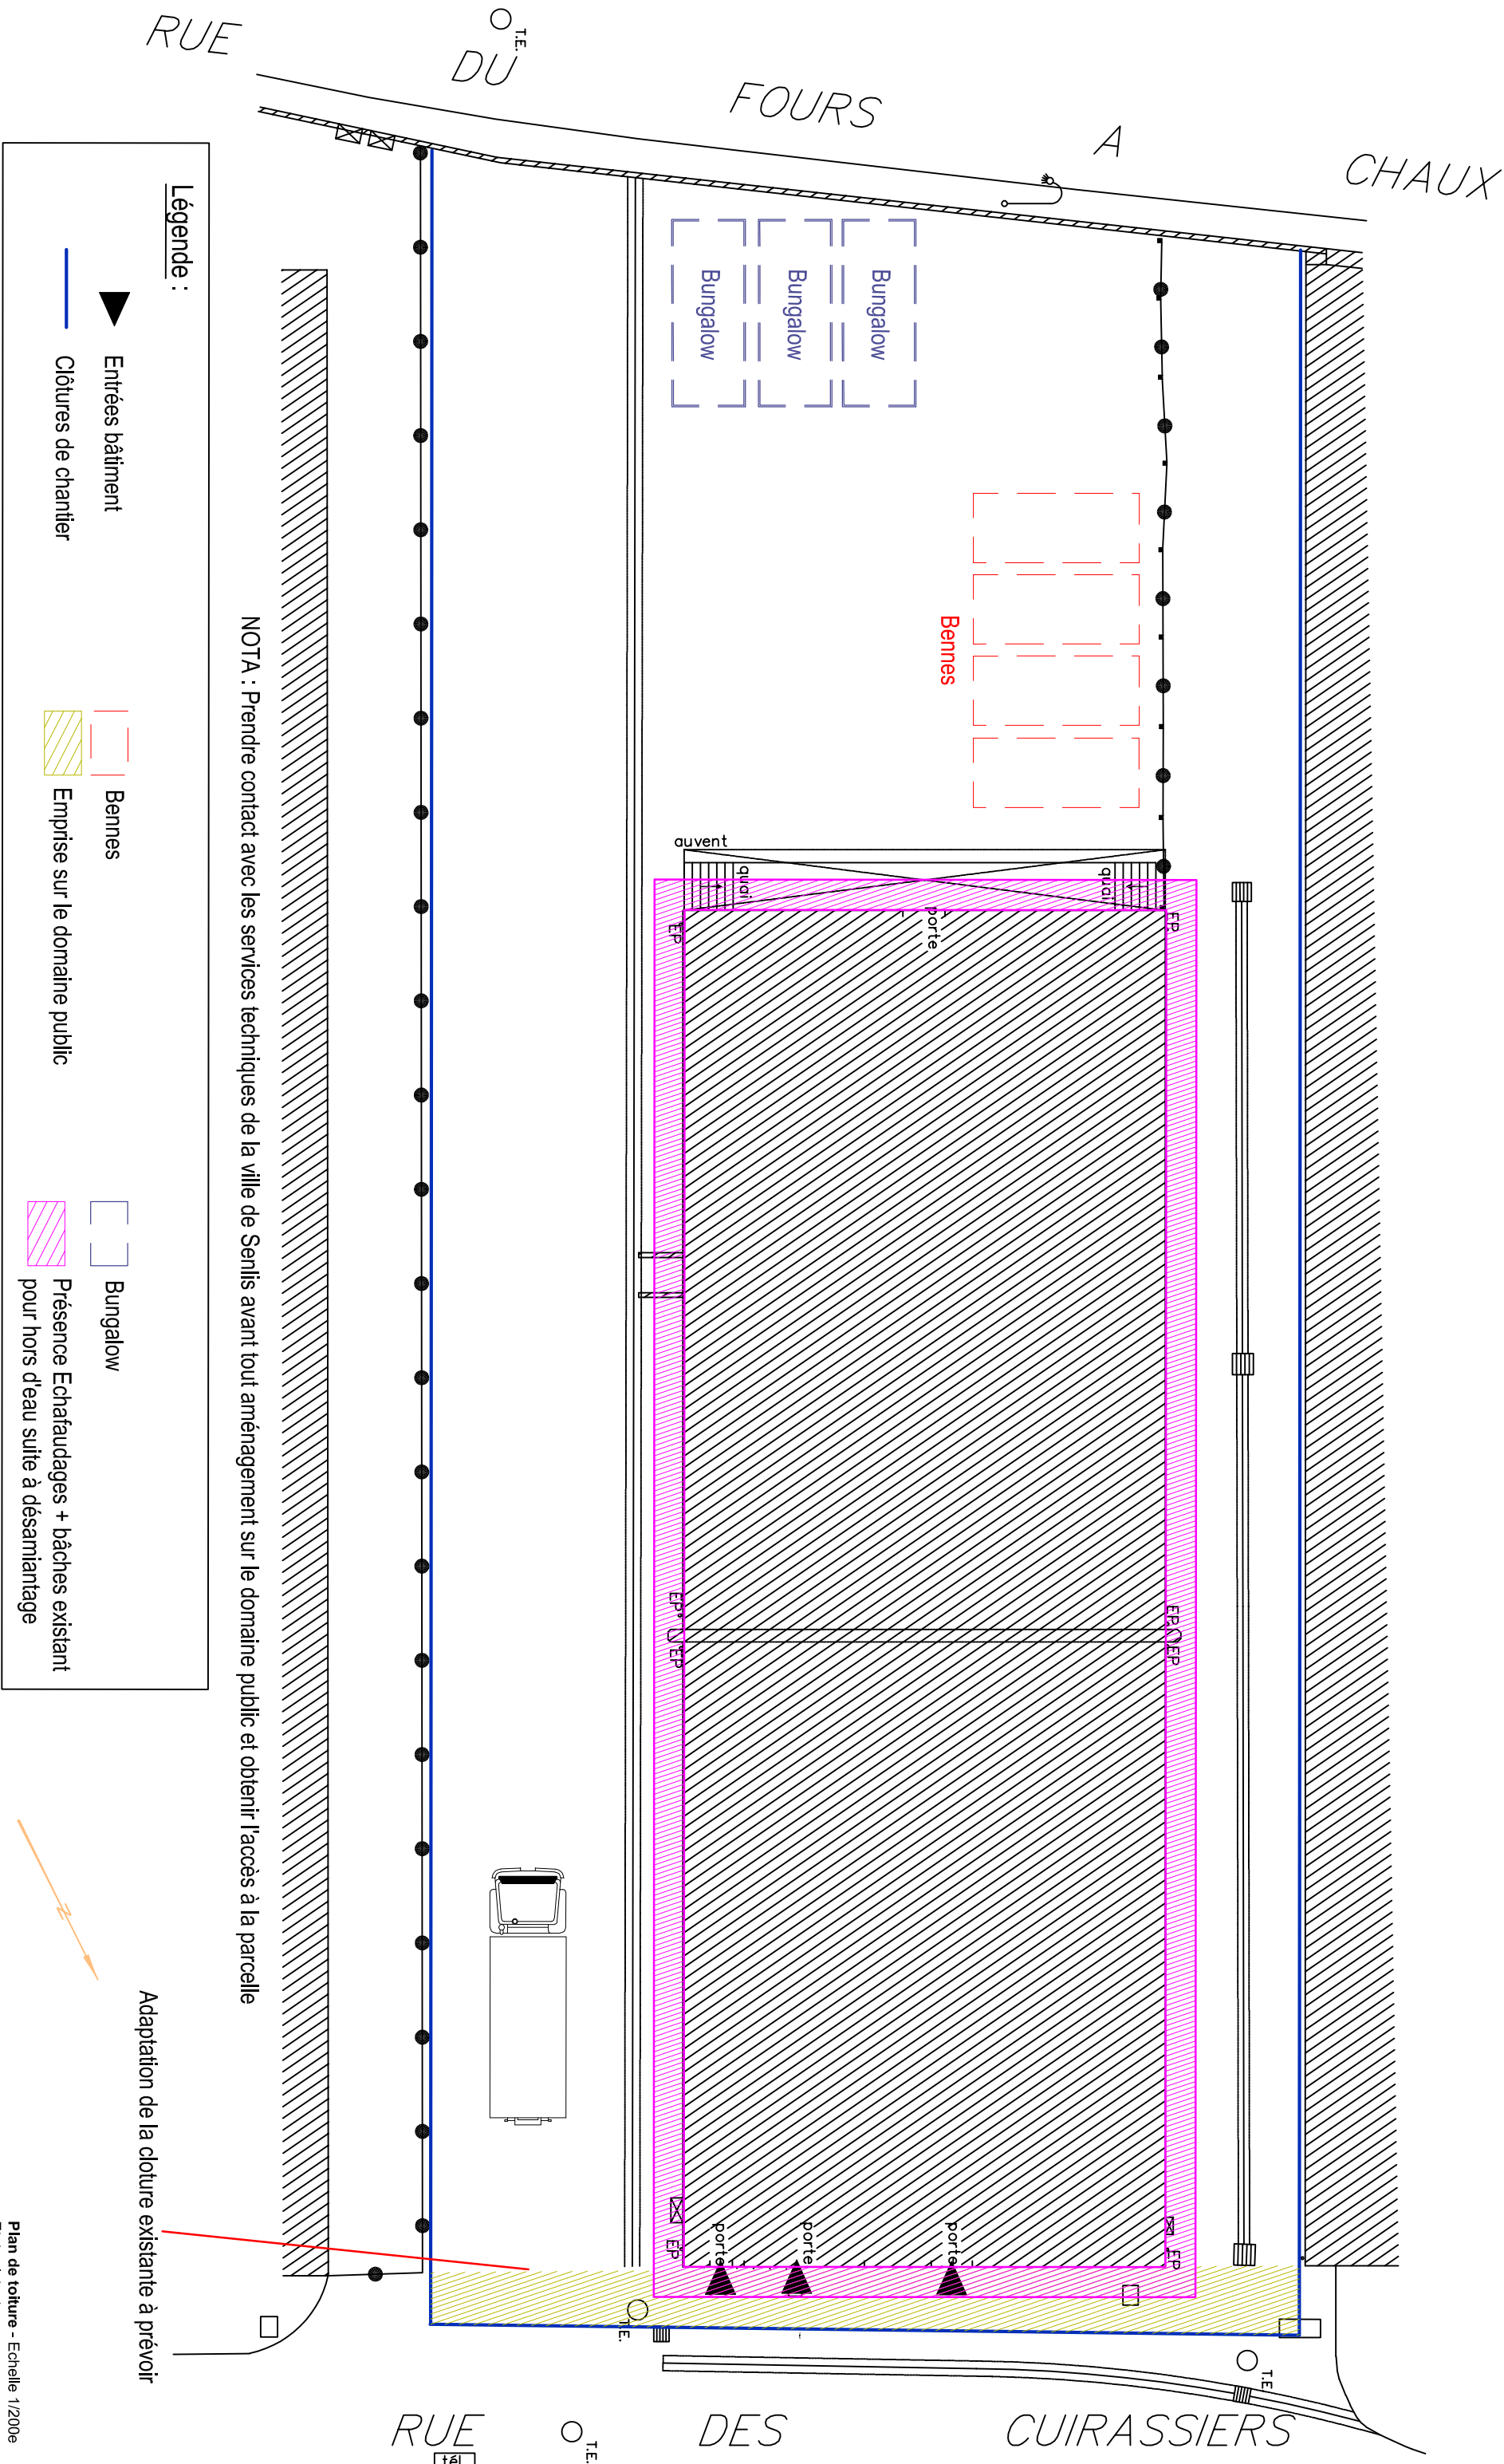 RUE DU FOURS A CHAUX
T.E.
Bungalow
Bungalow
Bungalow
Bennes
auvent
quai
quai
porte
EP
EP
EP
EP
EP
EP
EP
EP
porte
porte
porte
T.E.
T.E.
T.E.
RUE DES CUIRASSIERS
tél
NOTA : Prendre contact avec les services techniques de la ville de Senlis avant tout aménagement sur le domaine public et obtenir l'accès à la parcelle
Adaptation de la cloture existante à prévoir
Légende :
Entrées bâtiment
Clôtures de chantier
Bennes
Emprise sur le domaine public
Bungalow
Présence Echafaudages + bâches existant
pour hors d'eau suite à désamiantage
N
Plan de toiture - Echelle 1/200e